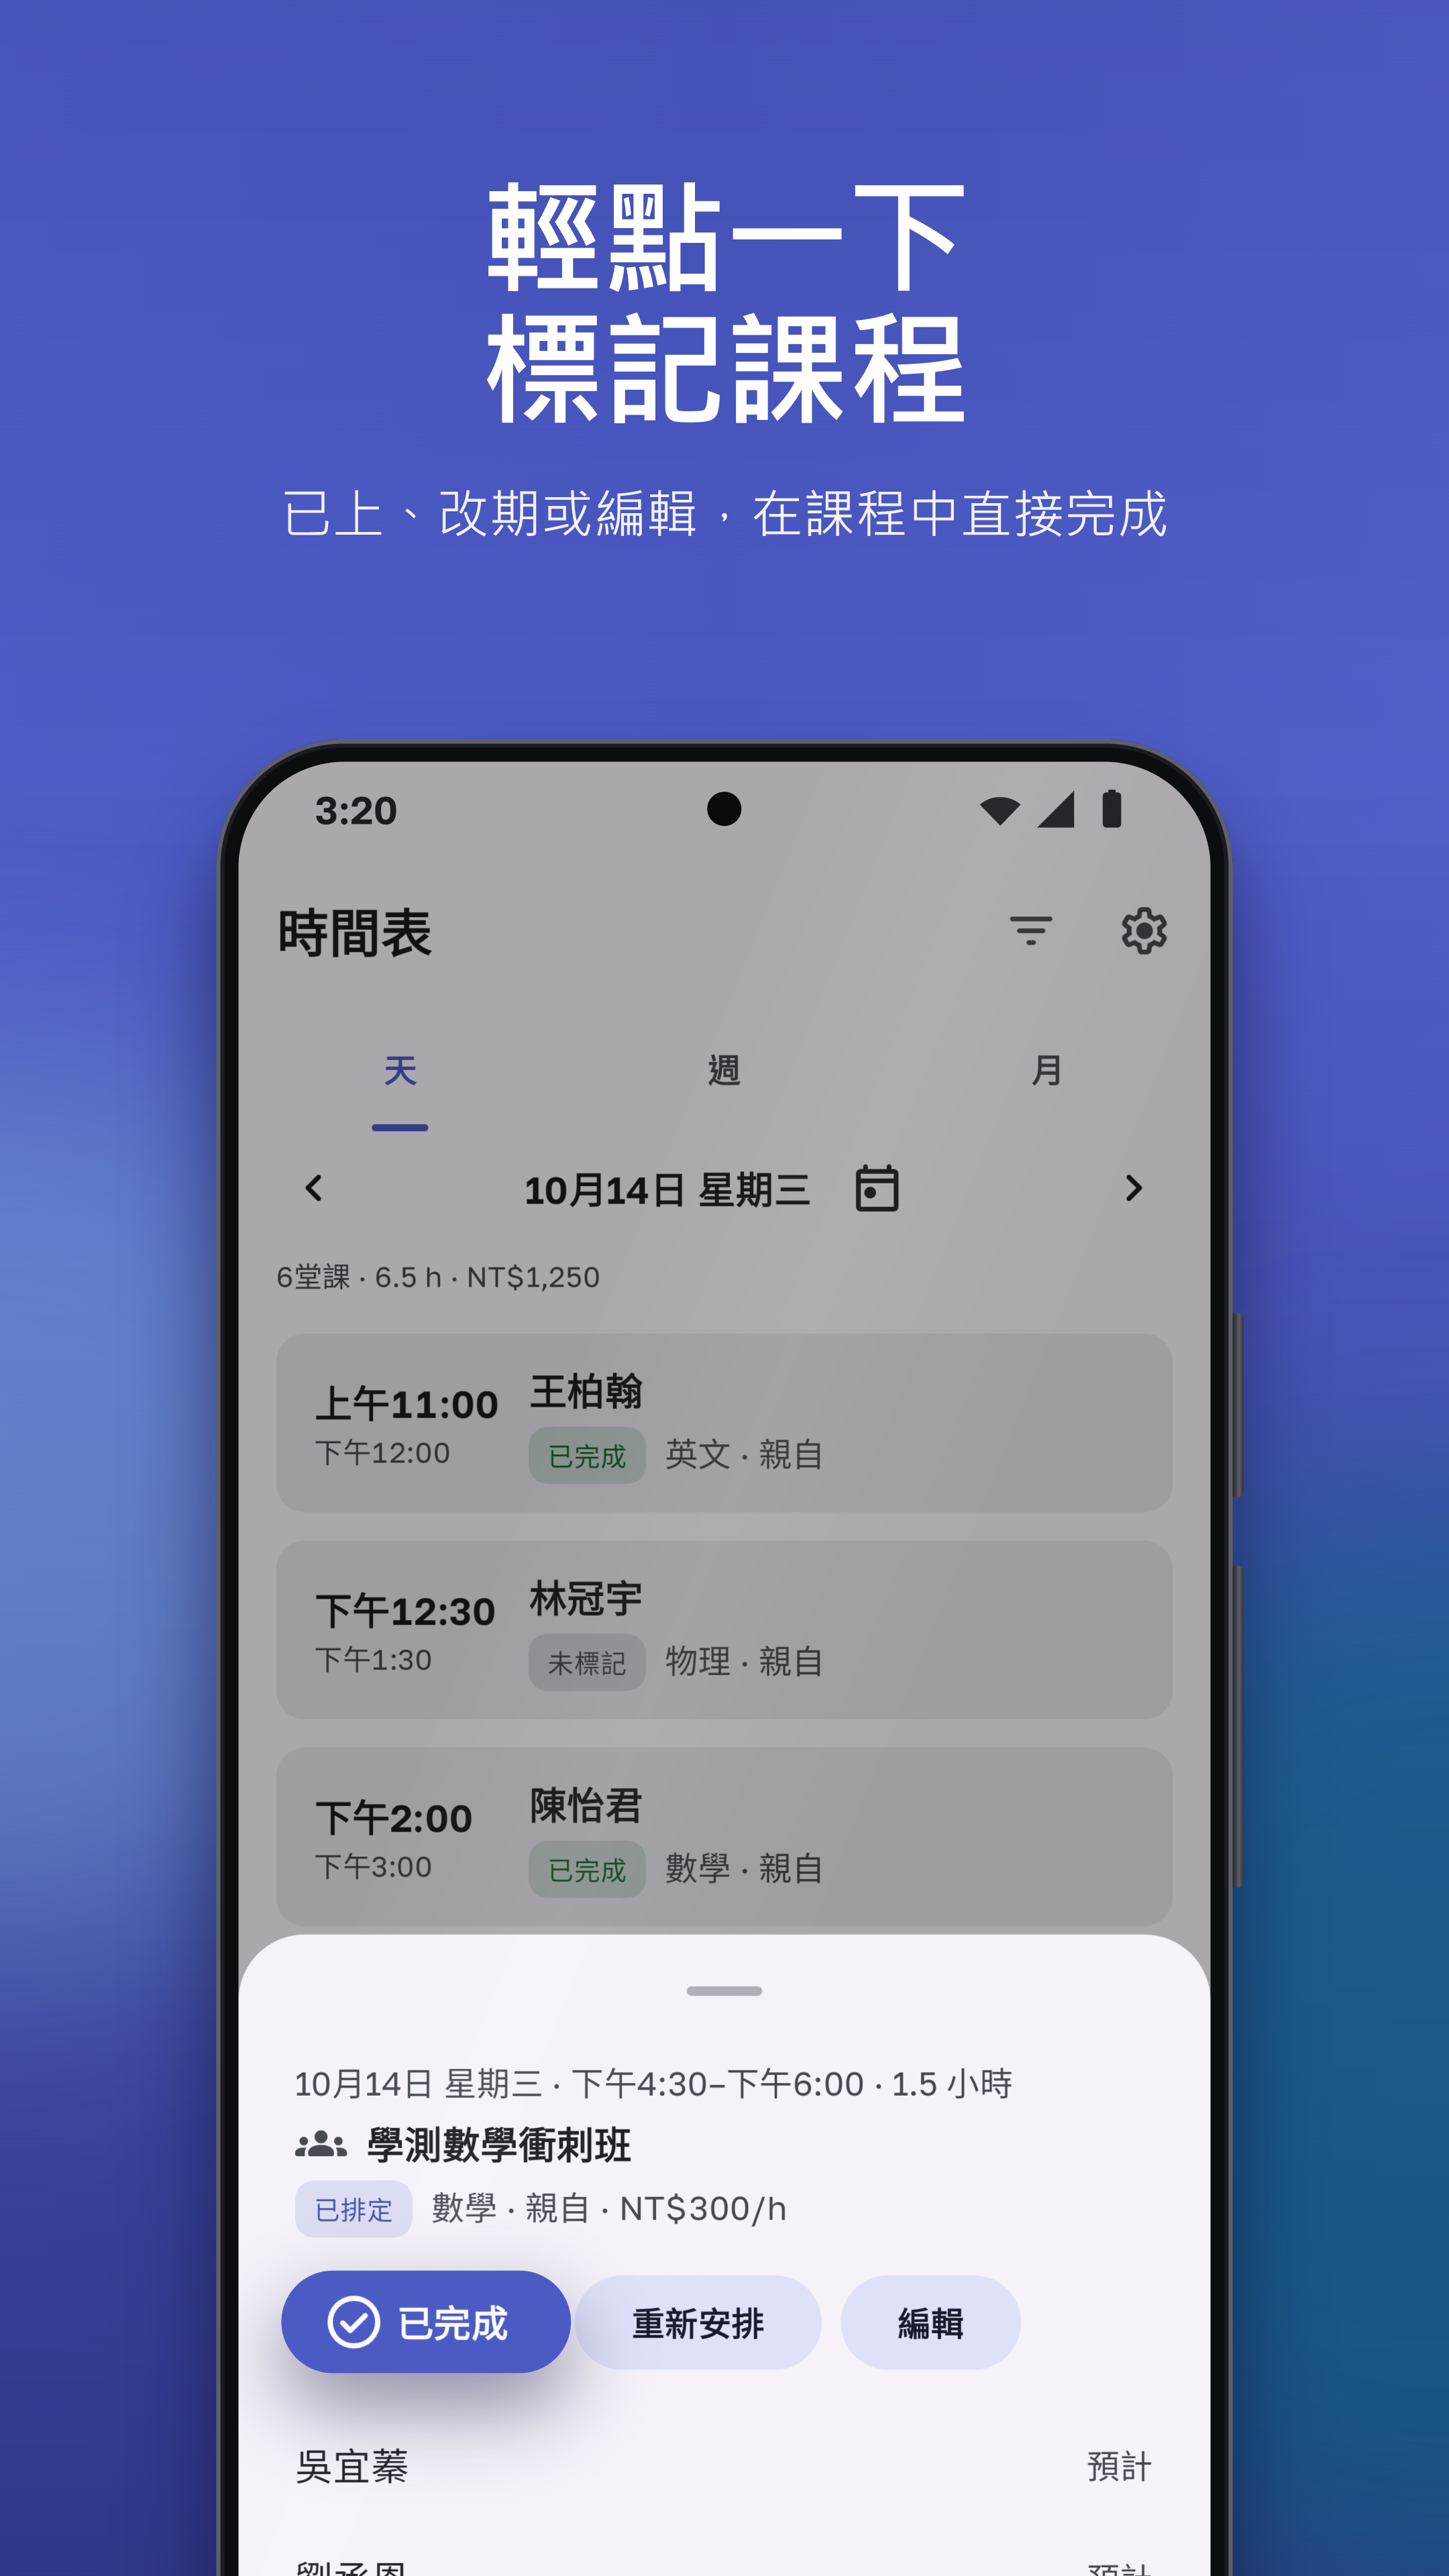 輕點一下
標記課程
已上、改期或編輯，在課程中直接完成
3:20
時間表
天 週 月
10月14日 星期三
6堂課 · 6.5 h · NT$1,250
上午11:00 王柏翰
下午12:00 已完成 英文 · 親自
下午12:30 林冠宇
下午1:30 未標記 物理 · 親自
下午2:00 陳怡君
下午3:00 已完成 數學 · 親自
10月14日 星期三 · 下午4:30–下午6:00 · 1.5 小時
學測數學衝刺班
已排定 數學 · 親自 · NT$300/h
已完成 重新安排 編輯
吳宜蓁 預計
劉承恩 預計